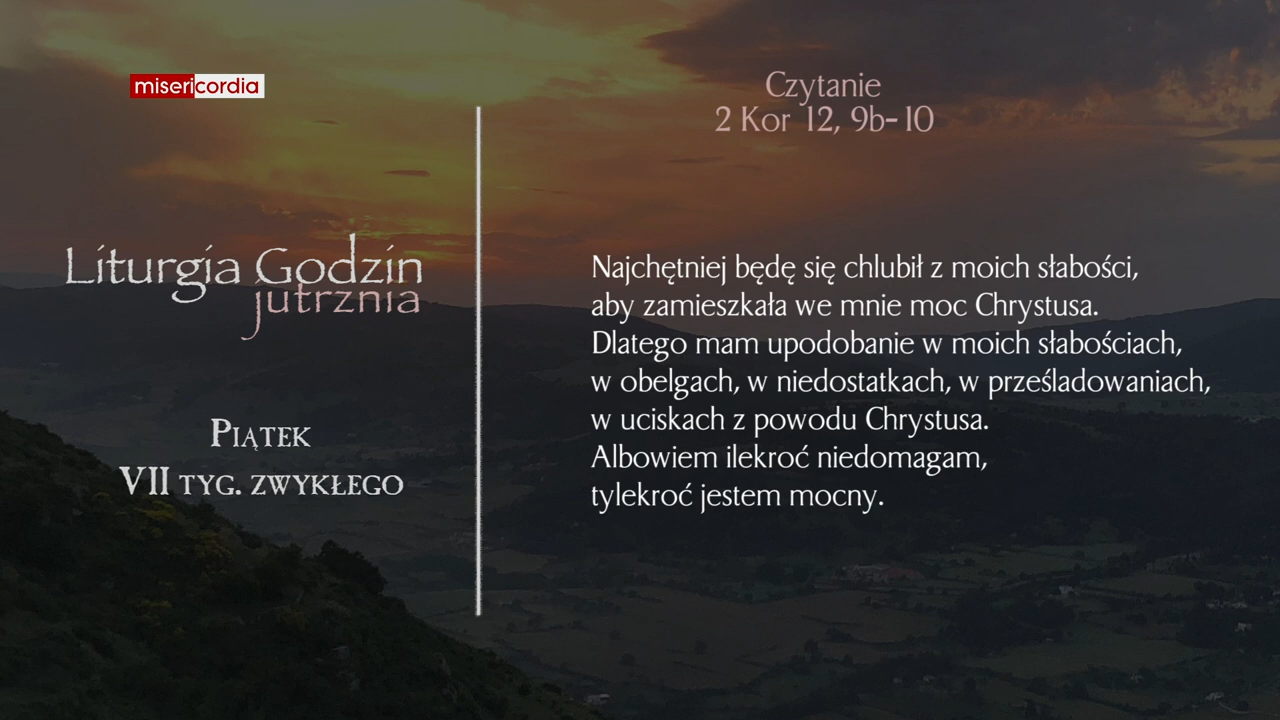 misericordia
Liturgia Godzin
jutrznia
Piątek
VII tyg. zwykłego
Czytanie
2 Kor 12, 9b-10
Najchętniej będę się chlubił z moich słabości,
aby zamieszkała we mnie moc Chrystusa.
Dlatego mam upodobanie w moich słabościach,
w obelgach, w niedostatkach, w prześladowaniach,
w uciskach z powodu Chrystusa.
Albowiem ilekroć niedomagam,
tylekroć jestem mocny.